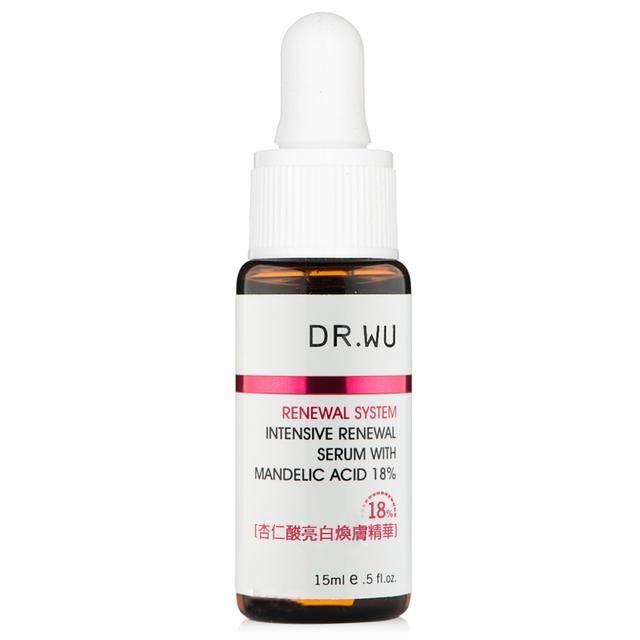 DR.WU
RENEWAL SYSTEM
INTENSIVE RENEWAL
SERUM WITH
MANDELIC ACID 18%
18%
[杏仁酸亮白煥膚精華]
15ml e .5 fl.oz.